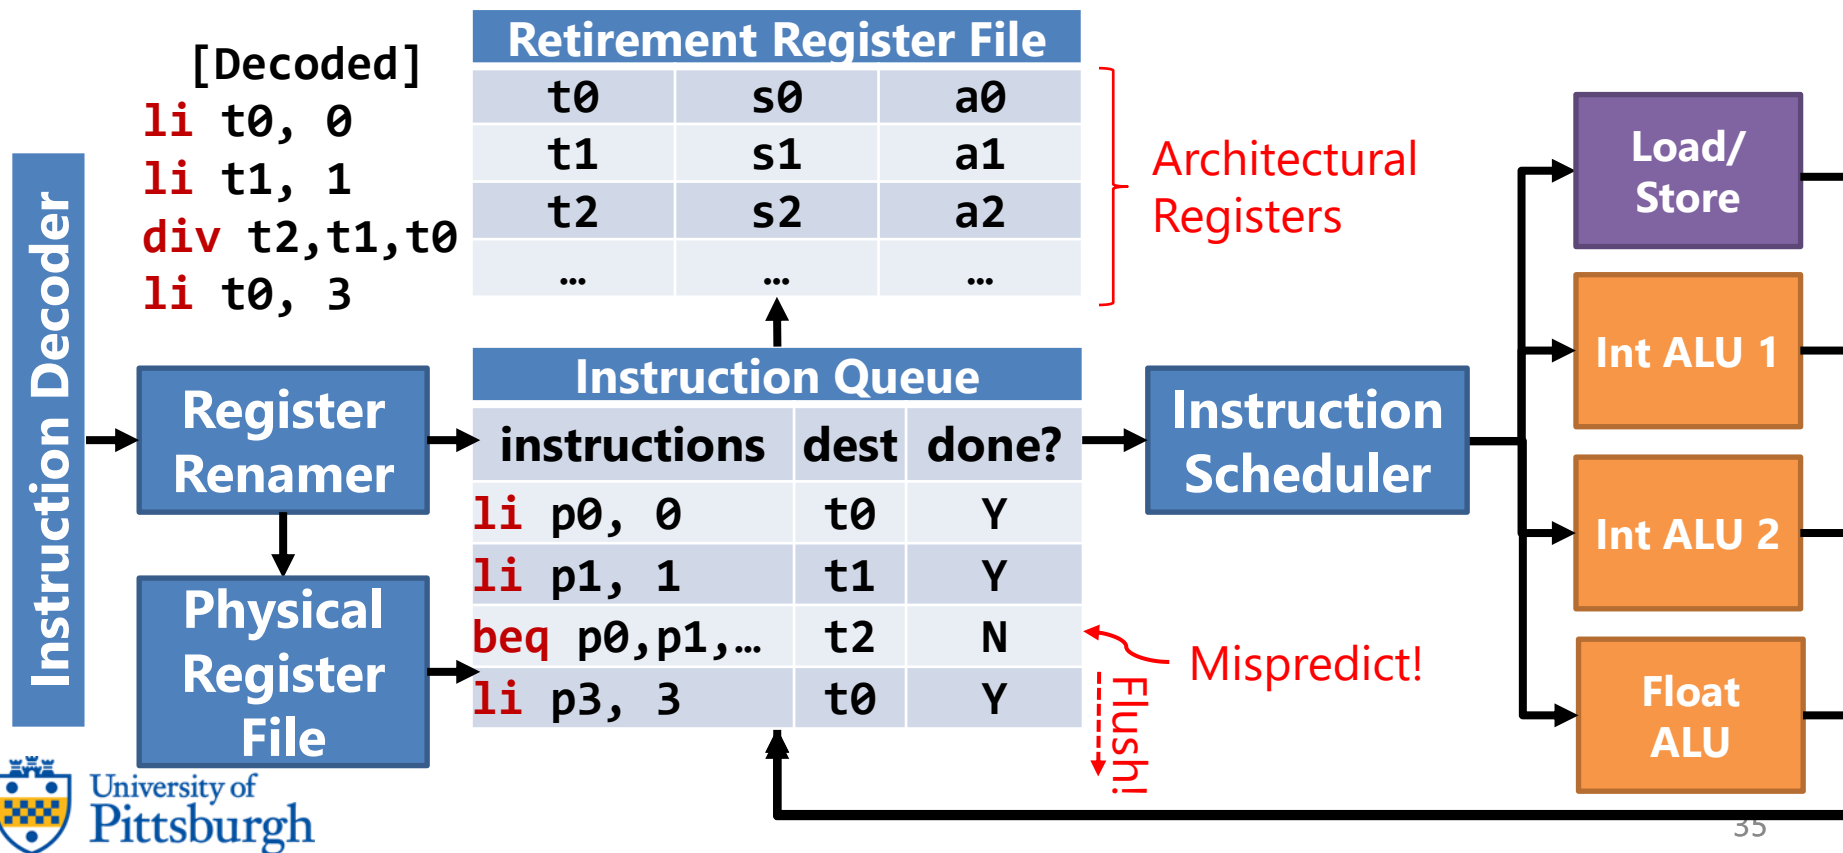 [Decoded]
li t0, 0
li t1, 1
div t2,t1,t0
li t0, 3
Instruction Decoder
Register
Renamer
Physical
Register
File
Retirement Register File
t0 s0 a0
t1 s1 a1
t2 s2 a2
… … …
Architectural
Registers
Instruction Queue
instructions dest done?
li p0, 0 t0 Y
li p1, 1 t1 Y
beq p0,p1,… t2 N
li p3, 3 t0 Y
Mispredict!
Flush!
Instruction
Scheduler
Load/
Store
Int ALU 1
Int ALU 2
Float
ALU
University of
Pittsburgh
35